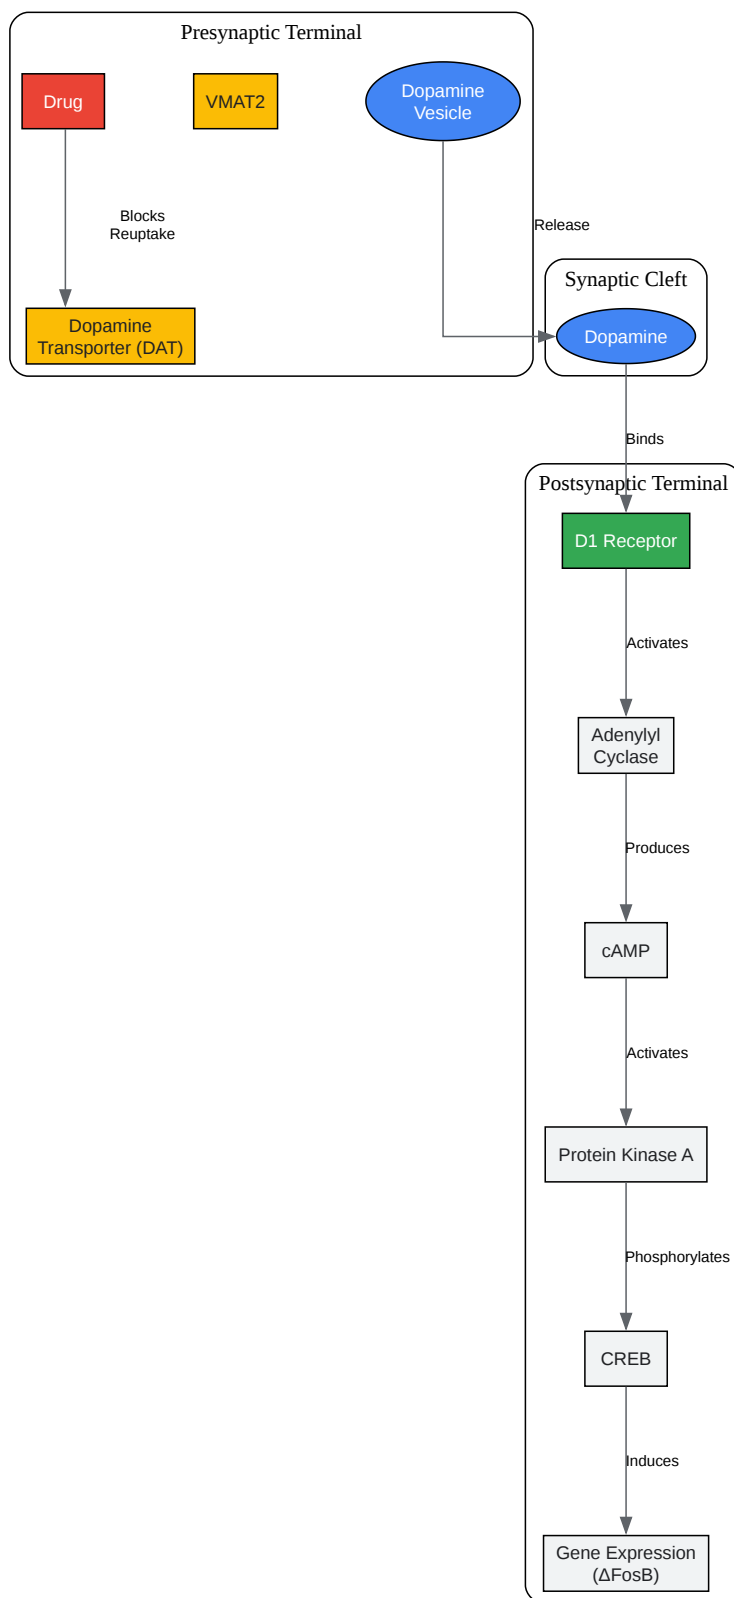 Presynaptic Terminal
Drug
VMAT2
Dopamine
Vesicle
Blocks
Reuptake
Release
Dopamine
Transporter (DAT)
Synaptic Cleft
Dopamine
Binds
Postsynaptic Terminal
D1 Receptor
Activates
Adenylyl
Cyclase
Produces
cAMP
Activates
Protein Kinase A
Phosphorylates
CREB
Induces
Gene Expression
(ΔFosB)